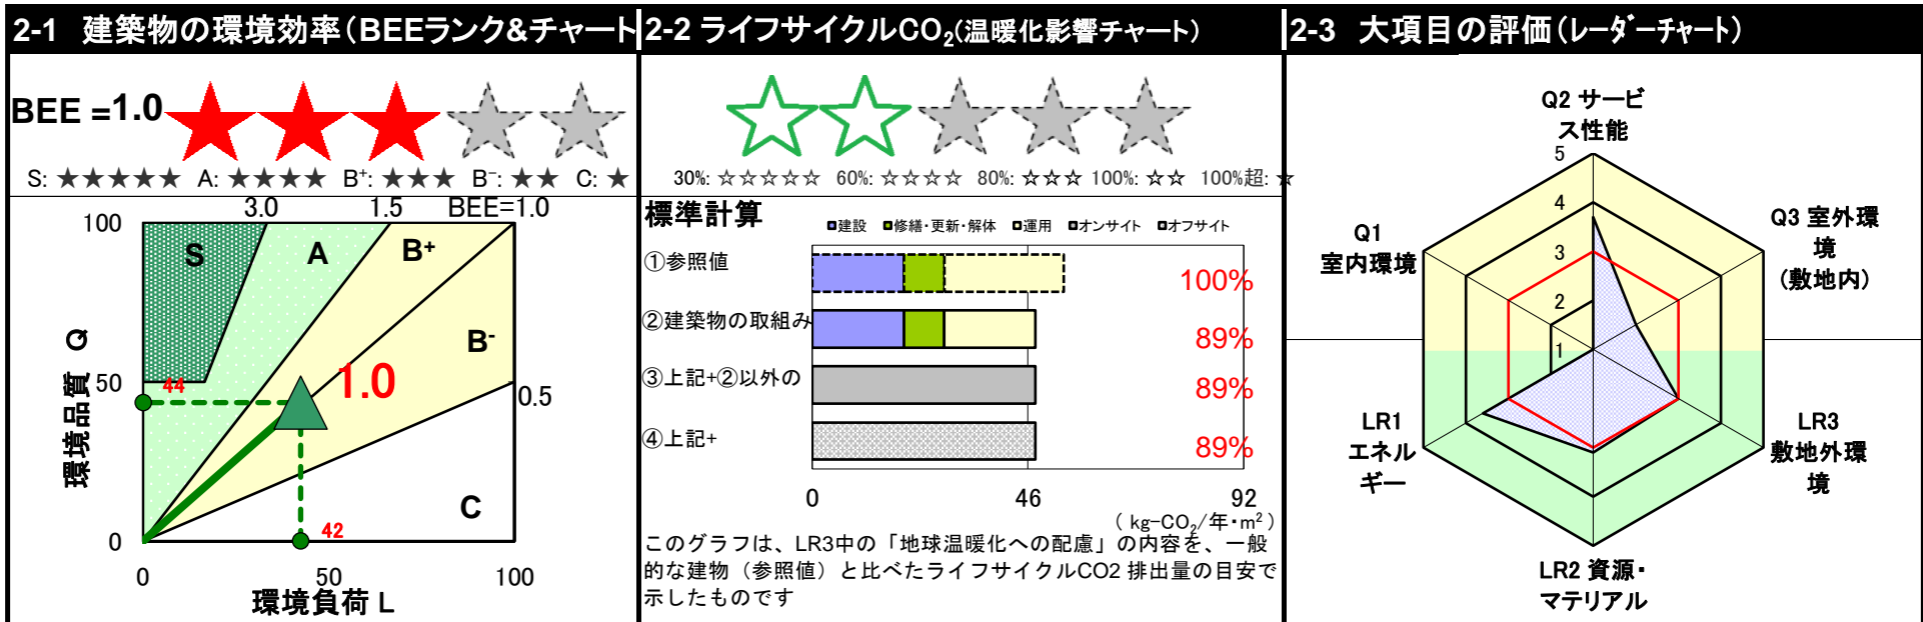 2-1 建築物の環境効率(BEEランク&チャート
BEE =1.0
S: ★★★★★ A: ★★★★ B⁺: ★★★ B⁻: ★★ C: ★
3.0 1.5 BEE=1.0
100
S
A
B⁺
B⁻
C
環境品質 Q
50
44
1.0
0.5
42
0
0 50 100
環境負荷 L
2-2 ライフサイクルCO₂(温暖化影響チャート)
30%: ☆☆☆☆☆ 60%: ☆☆☆☆ 80%: ☆☆☆ 100%: ☆☆ 100%超: ☆
標準計算
建設 修繕・更新・解体 運用 オンサイト オフサイト
①参照値 100%
②建築物の取組み 89%
③上記+②以外の 89%
④上記+ 89%
0 46 92
( kg-CO₂/年・m² )
このグラフは、LR3中の「地球温暖化への配慮」の内容を、一般
的な建物(参照値)と比べたライフサイクルCO2 排出量の目安で
示したものです
2-3 大項目の評価(レーダーチャート)
Q2 サービ
ス性能
5
4
3
2
1
Q1
室内環境
Q3 室外環
境
(敷地内)
LR1
エネル
ギー
LR3
敷地外環
境
LR2 資源・
マテリアル